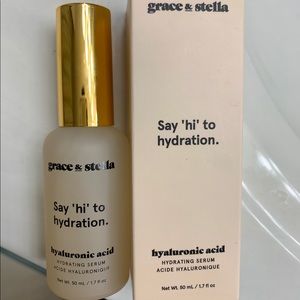 grace & stella
Say 'hi' to
hydration.
hyaluronic acid
HYDRATING SERUM
ACIDE HYALURONIQUE
Net wt. 50 mL / 1.7 fl oz
grace & stella
Say 'hi' to
hydration.
hyaluronic acid
HYDRATING SERUM
ACIDE HYALURONIQUE
Net wt. 50 mL / 1.7 fl oz